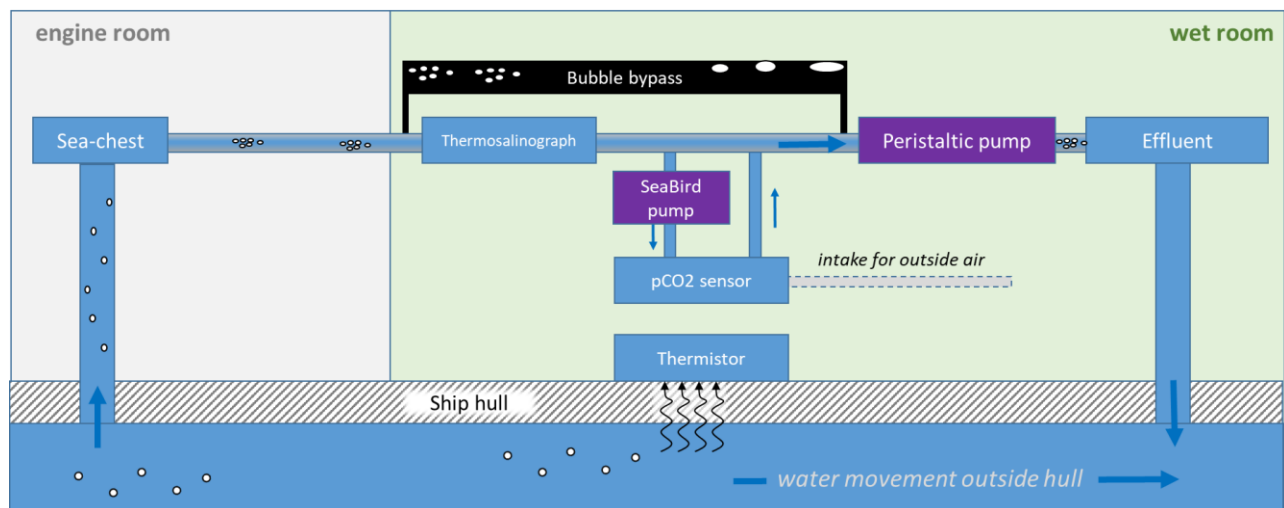 engine room
wet room
Bubble bypass
Sea-chest
Thermosalinograph
Peristaltic pump
Effluent
SeaBird
pump
intake for outside air
pCO2 sensor
Thermistor
Ship hull
water movement outside hull